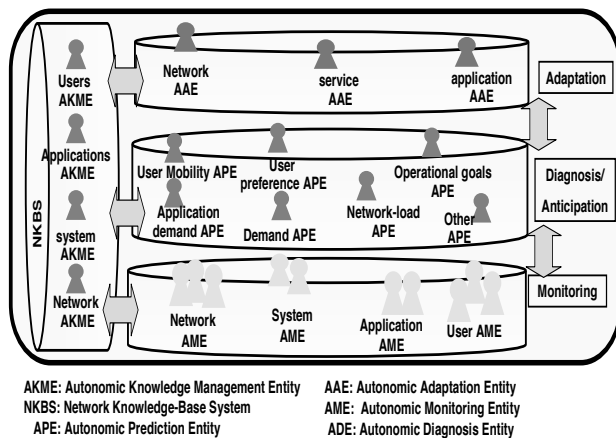 NKBS
Users
AKME
Applications
AKME
system
AKME
Network
AKME
Network
AAE
service
AAE
application
AAE
Adaptation
User Mobility APE
User
preference APE
Operational goals
APE
Application
demand APE
Demand APE
Network-load
APE
Other
APE
Diagnosis/
Anticipation
Network
AME
System
AME
Application
AME
User AME
Monitoring
AKME: Autonomic Knowledge Management Entity
NKBS: Network Knowledge-Base System
APE: Autonomic Prediction Entity
AAE: Autonomic Adaptation Entity
AME: Autonomic Monitoring Entity
ADE: Autonomic Diagnosis Entity